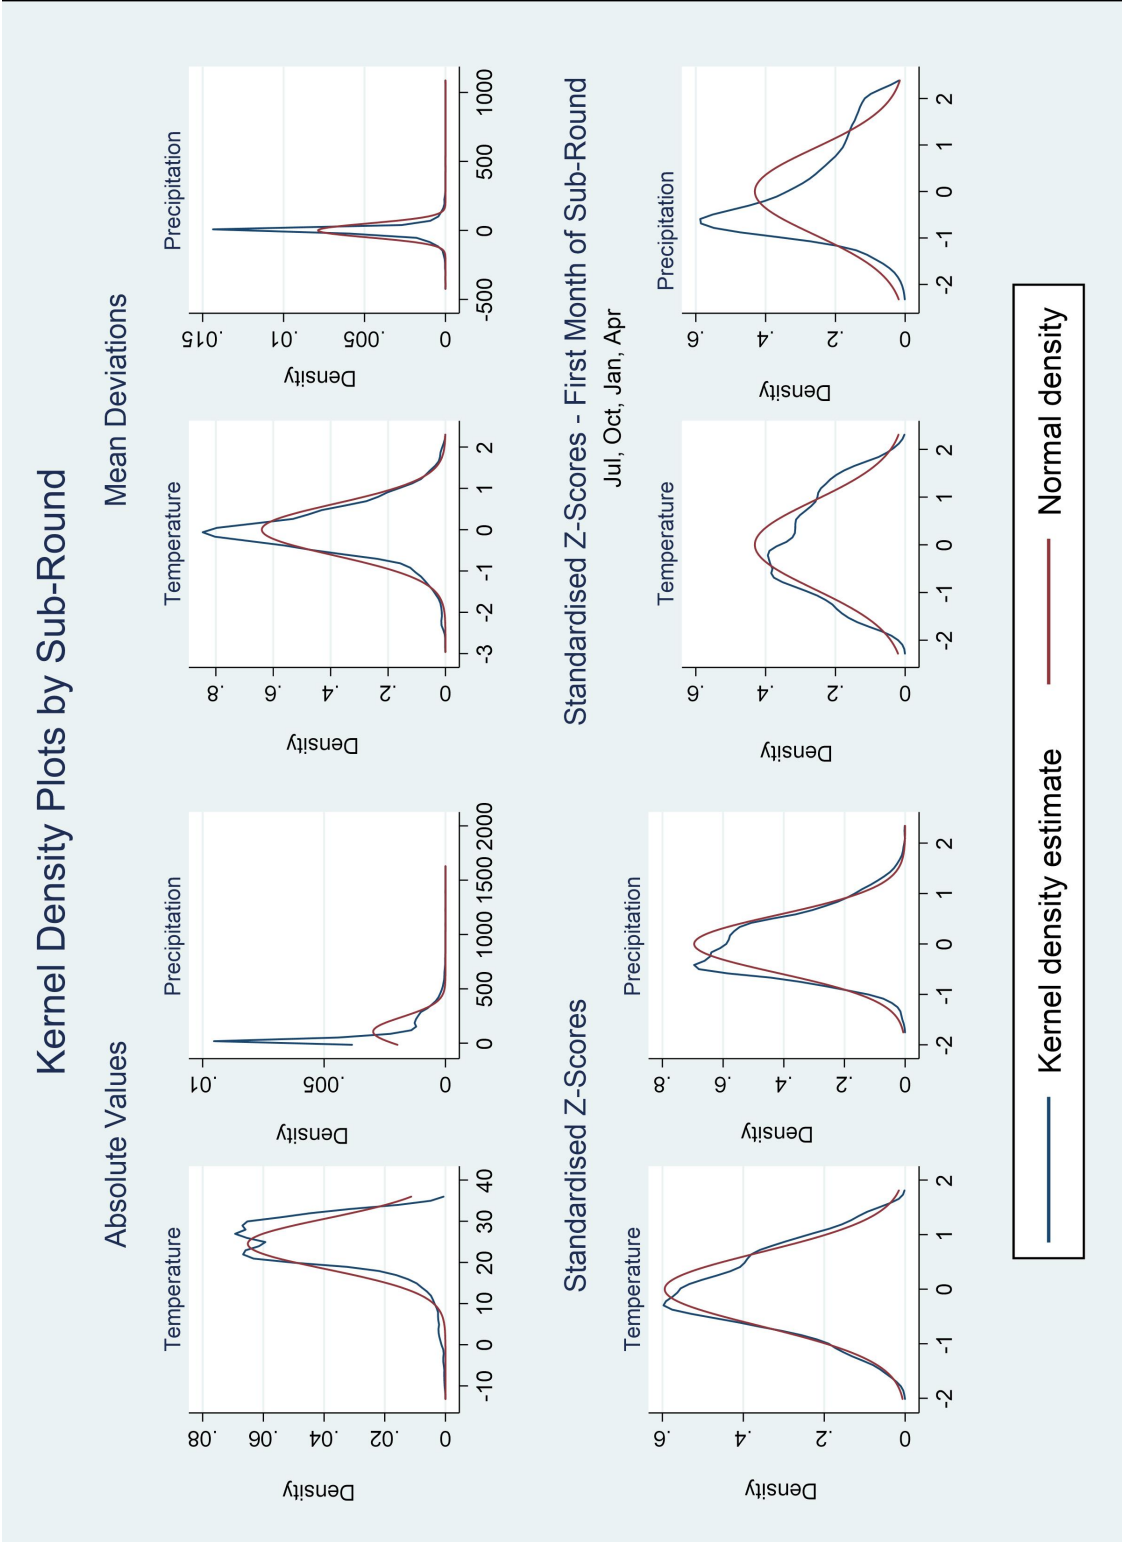 Kernel Density Plots by Sub-Round
Absolute Values
Temperature
Density
.08
.06
.04
.02
0
-10 0 10 20 30 40
Precipitation
Density
.01
.005
0
0 500 1000 1500 2000
Mean Deviations
Temperature
Density
.8
.6
.4
.2
0
-3 -2 -1 0 1 2
Precipitation
Density
.015
.01
.005
0
-500 0 500 1000
Standardised Z-Scores
Temperature
Density
.6
.4
.2
0
-2 -1 0 1 2
Precipitation
Density
.8
.6
.4
.2
0
-2 -1 0 1 2
Standardised Z-Scores - First Month of Sub-Round
Jul, Oct, Jan, Apr
Temperature
Density
.6
.4
.2
0
-2 -1 0 1 2
Precipitation
Density
.6
.4
.2
0
-2 -1 0 1 2
Kernel density estimate Normal density